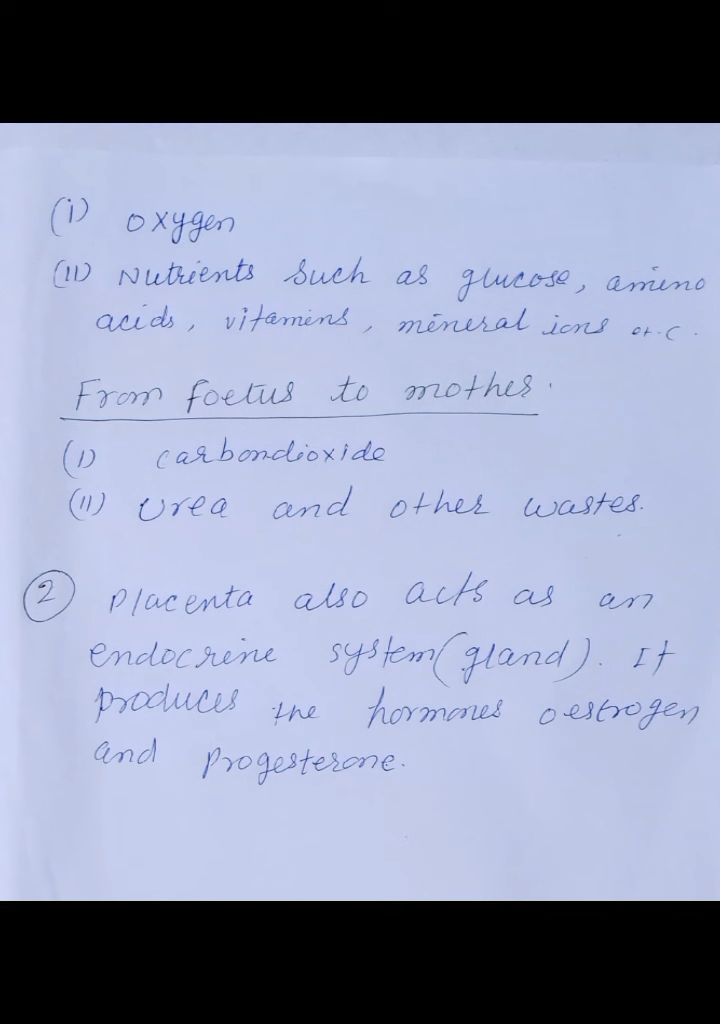 (i) oxygen
(ii) Nutrients such as glucose, amino
acids, vitamins, mineral ions etc.
From foetus to mother.
(i) carbondioxide
(ii) Urea and other wastes.
(2) Placenta also acts as an
endocrine system (gland). It
produces the hormones oestrogen
and progesterone.